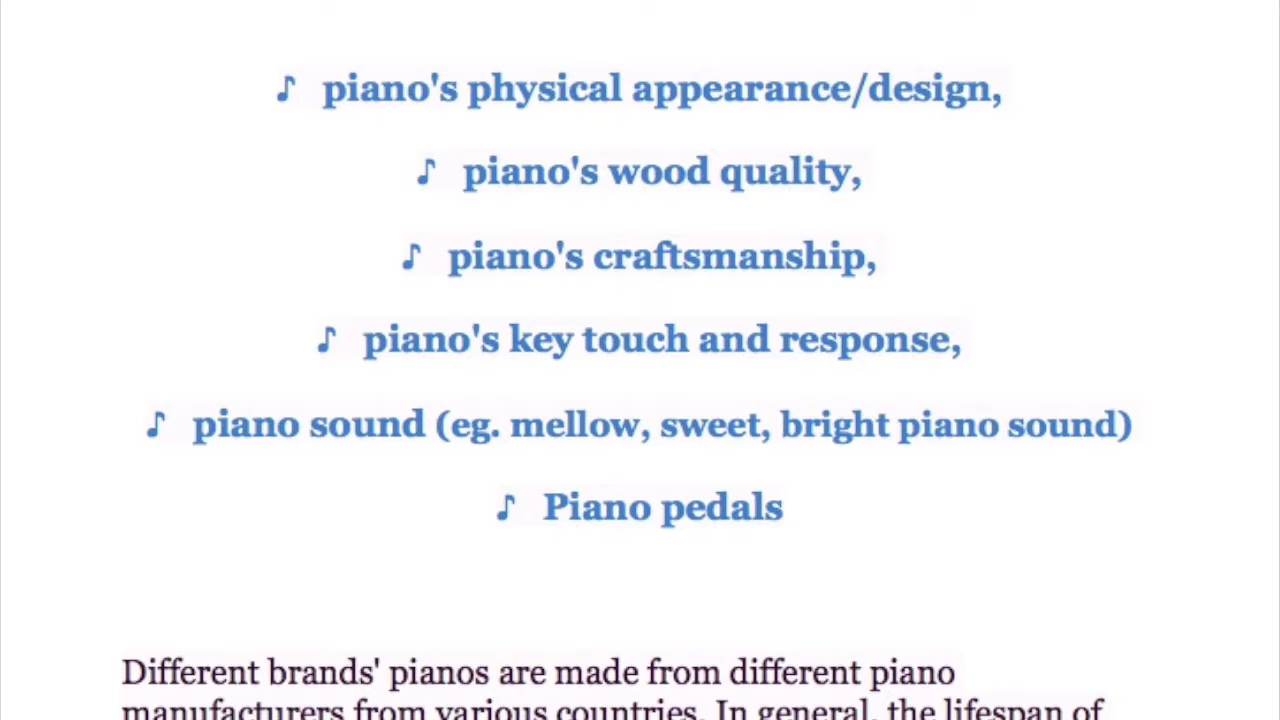 ♪ piano's physical appearance/design,
♪ piano's wood quality,
♪ piano's craftsmanship,
♪ piano's key touch and response,
♪ piano sound (eg. mellow, sweet, bright piano sound)
♪ Piano pedals
Different brands' pianos are made from different piano
manufacturers from various countries. In general, the lifespan of